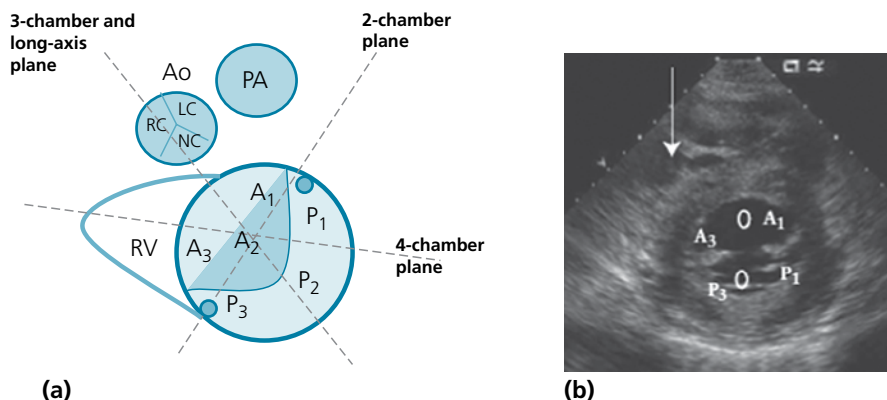 3-chamber and
long-axis
plane
2-chamber
plane
Ao
PA
LC
RC
NC
A1
P1
RV
A3
A2
4-chamber
plane
P2
P3
(a)
A1
A3
P1
P3
(b)